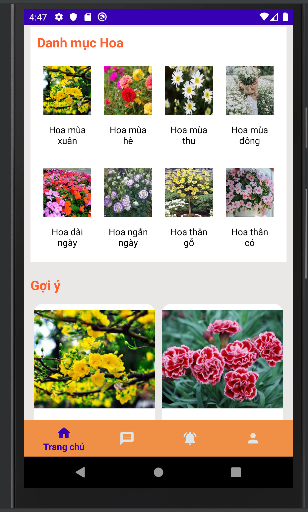 4:47
Danh mục Hoa
Hoa mùa xuân
Hoa mùa hè
Hoa mùa thu
Hoa mùa đông
Hoa dài ngày
Hoa ngắn ngày
Hoa thân gỗ
Hoa thân cỏ
Gợi ý
Trang chủ